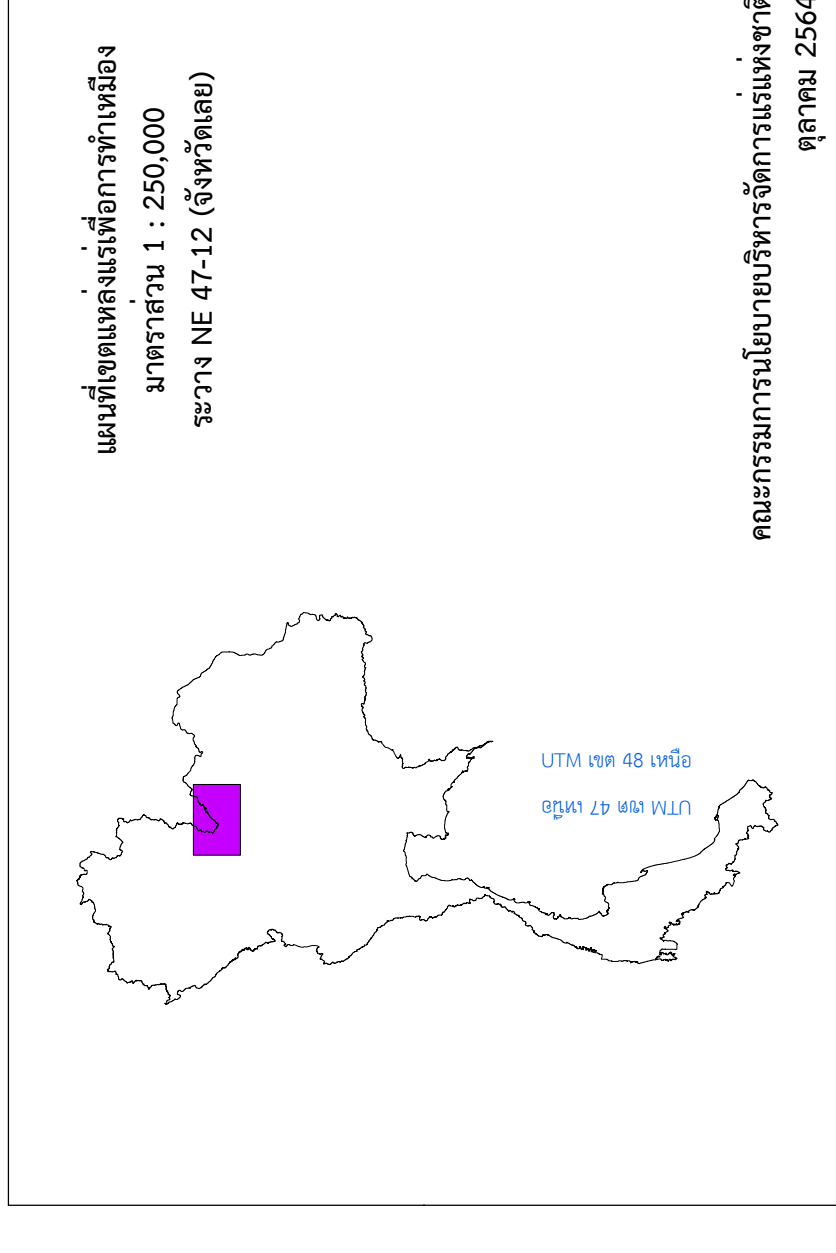 แผนที่เขตแหล่งแร่เพื่อการทำเหมือง
มาตราส่วน 1 : 250,000
ระวาง NE 47-12 (จังหวัดเลย)
UTM เขต 48 เหนือ
UTM เขต 47 เหนือ
คณะกรรมการนโยบายบริหารจัดการแร่แห่งชาติ
ตุลาคม 2564